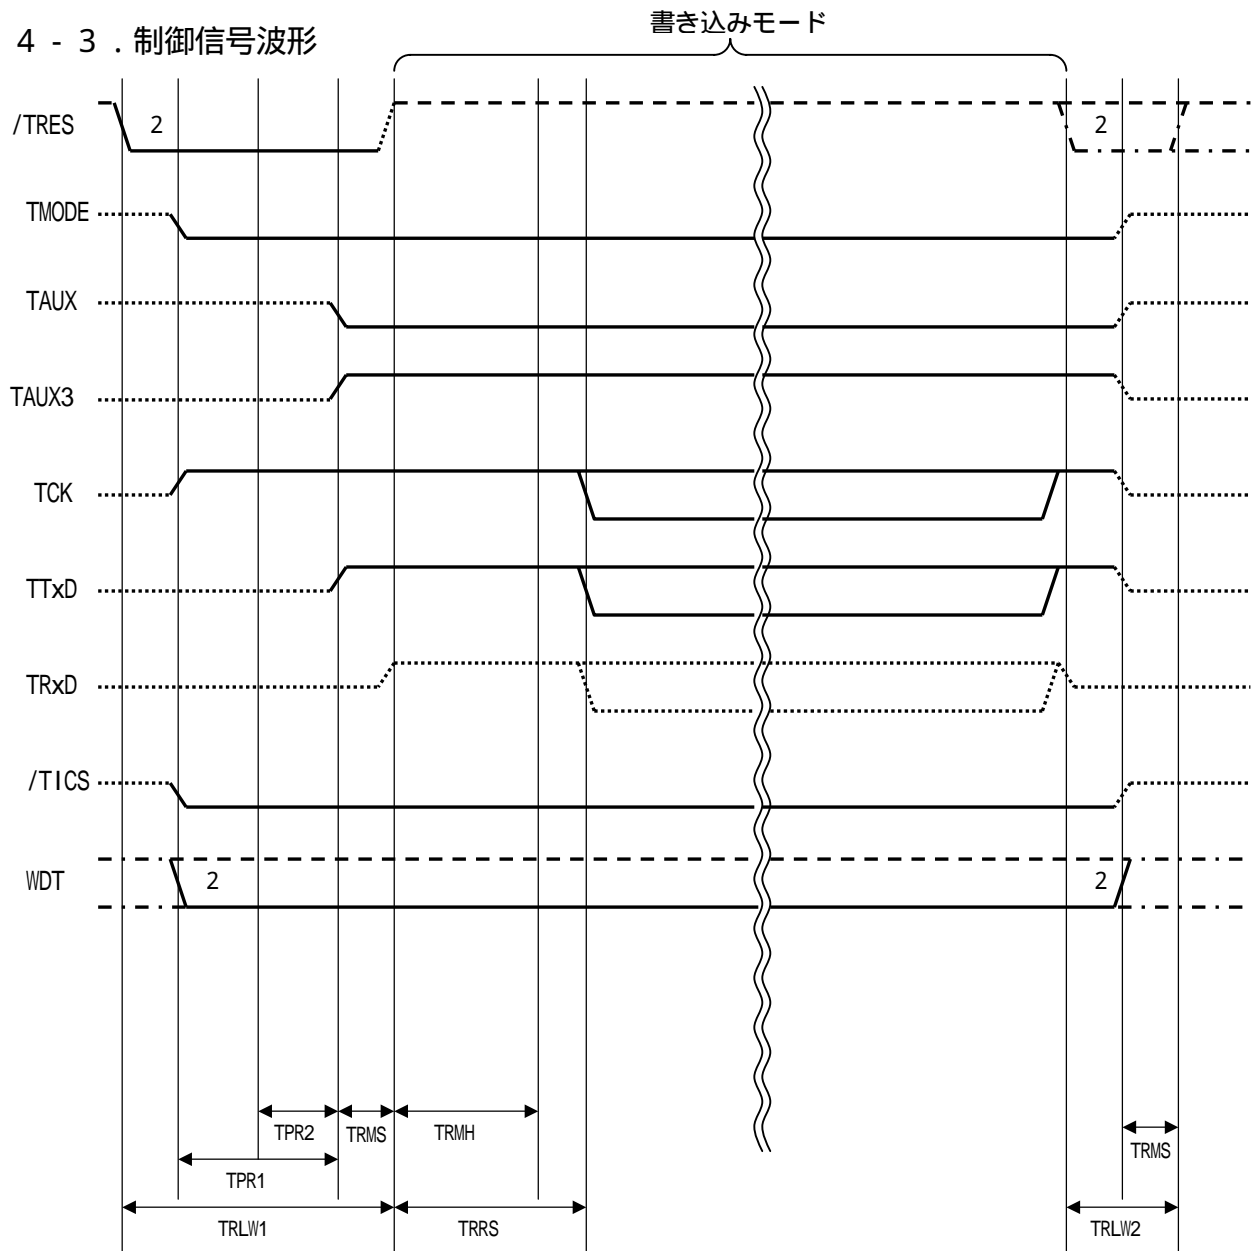 書き込みモード
4-3.制御信号波形
/TRES 2 2
TMODE
TAUX
TAUX3
TCK
TTxD
TRxD
/TICS
WDT 2 2
TPR2 TRMS TRMH
TRMS
TPR1
TRLW1 TRRS TRLW2